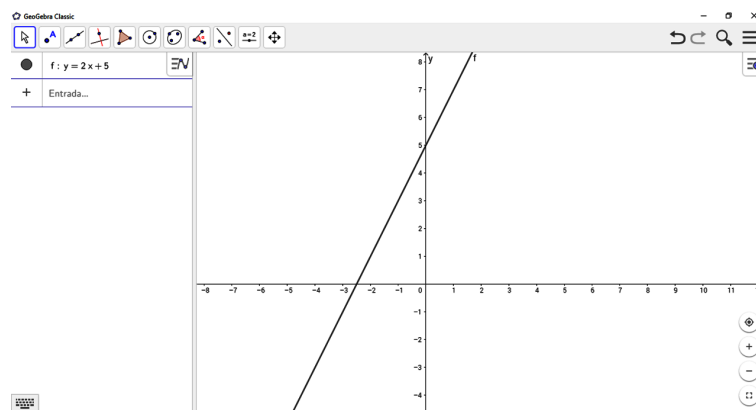 GeoGebra Classic
a=2
f : y = 2 x + 5
Entrada...
y
f
8
7
6
5
4
3
2
1
−8 −7 −6 −5 −4 −3 −2 −1 0 1 2 3 4 5 6 7 8 9 10 11
−1
−2
−3
−4